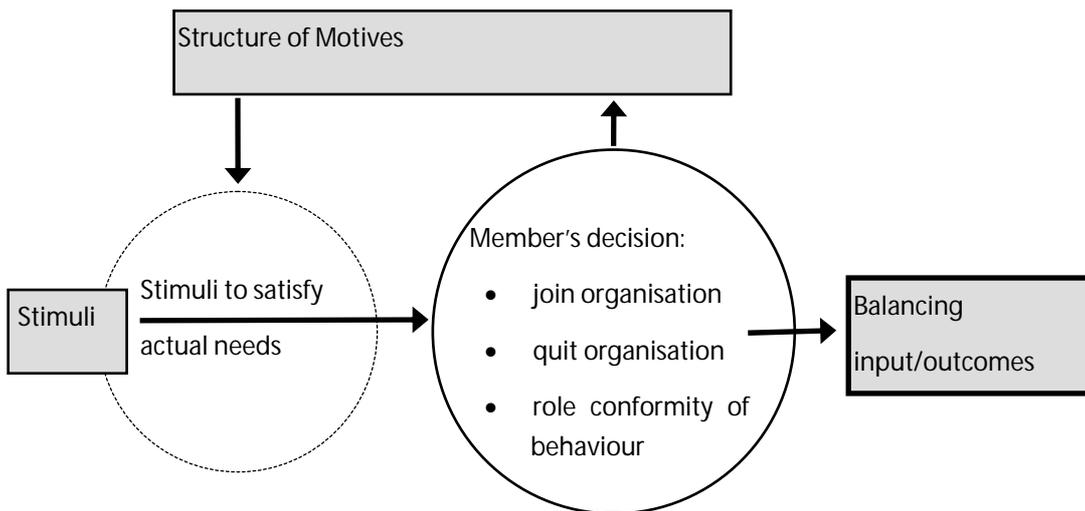 Structure of Motives
Stimuli
Stimuli to satisfy
actual needs
Member's decision:
• join organisation
• quit organisation
• role conformity of
behaviour
Balancing
input/outcomes